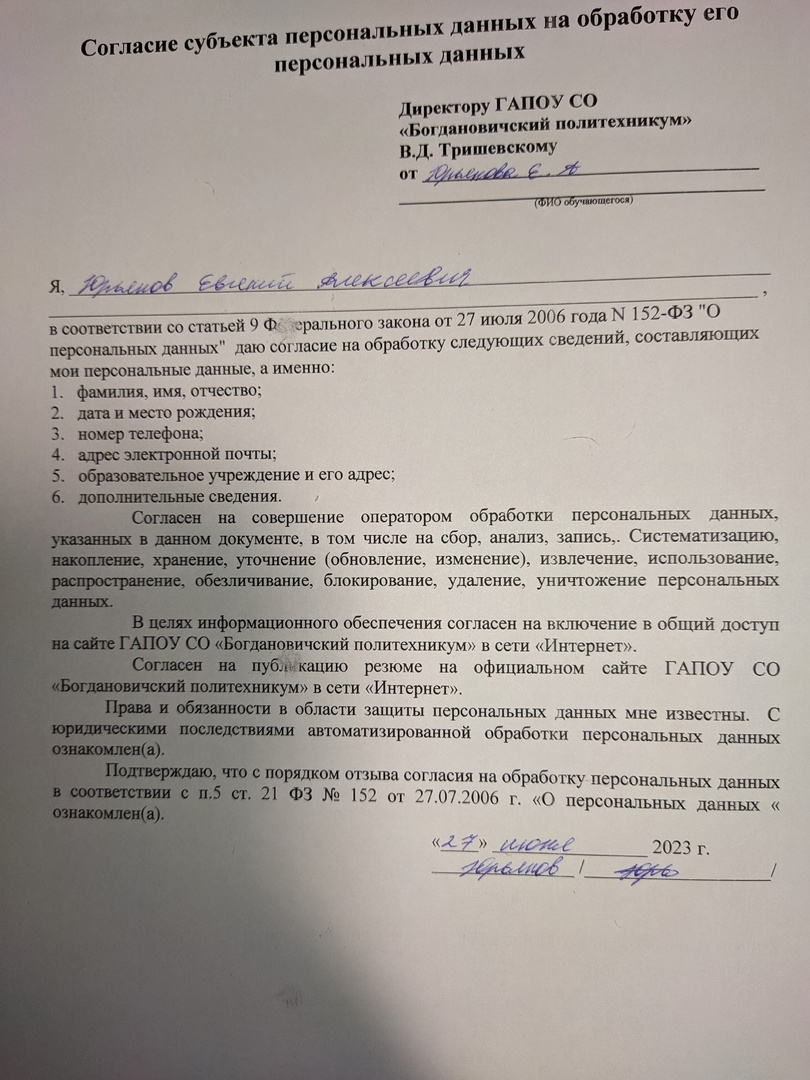 Согласие субъекта персональных данных на обработку его
персональных данных
Директору ГАПОУ СО
«Богдановичский политехникум»
В.Д. Тришевскому
от Юрьянова Е. А
(ФИО обучающегося)
Я, Юрьянов Евгений Алексеевич
,
в соответствии со статьей 9 Федерального закона от 27 июля 2006 года N 152-ФЗ "О
персональных данных" даю согласие на обработку следующих сведений, составляющих
мои персональные данные, а именно:
1. фамилия, имя, отчество;
2. дата и место рождения;
3. номер телефона;
4. адрес электронной почты;
5. образовательное учреждение и его адрес;
6. дополнительные сведения.
Согласен на совершение оператором обработки персональных данных,
указанных в данном документе, в том числе на сбор, анализ, запись,. Систематизацию,
накопление, хранение, уточнение (обновление, изменение), извлечение, использование,
распространение, обезличивание, блокирование, удаление, уничтожение персональных
данных.
В целях информационного обеспечения согласен на включение в общий доступ
на сайте ГАПОУ СО «Богдановичский политехникум» в сети «Интернет».
Согласен на публикацию резюме на официальном сайте ГАПОУ СО
«Богдановичский политехникум» в сети «Интернет».
Права и обязанности в области защиты персональных данных мне известны. С
юридическими последствиями автоматизированной обработки персональных данных
ознакомлен(а).
Подтверждаю, что с порядком отзыва согласия на обработку персональных данных
в соответствии с п.5 ст. 21 ФЗ № 152 от 27.07.2006 г. «О персональных данных «
ознакомлен(а).
«27» июня 2023 г.
Юрьянов / /